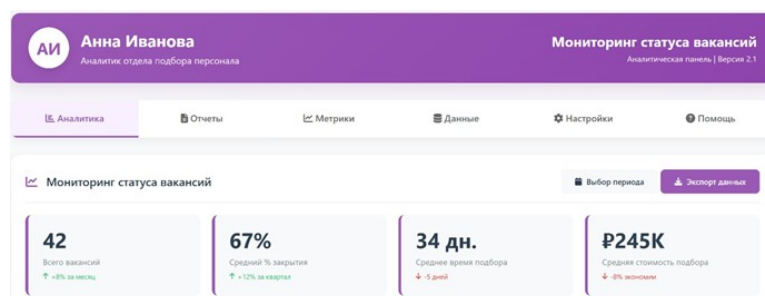 АИ
Анна Иванова
Аналитик отдела подбора персонала
Мониторинг статуса вакансий
Аналитическая панель | Версия 2.1
Аналитика Отчеты Метрики Данные Настройки Помощь
Мониторинг статуса вакансий
Выбор периода Экспорт данных
42 67% 34 дн. ₽245K
Всего вакансий Средний % закрытия Среднее время подбора Средняя стоимость подбора
↑ +8% за месяц ↑ +12% за квартал ↓ -5 дней ↓ -8% экономии